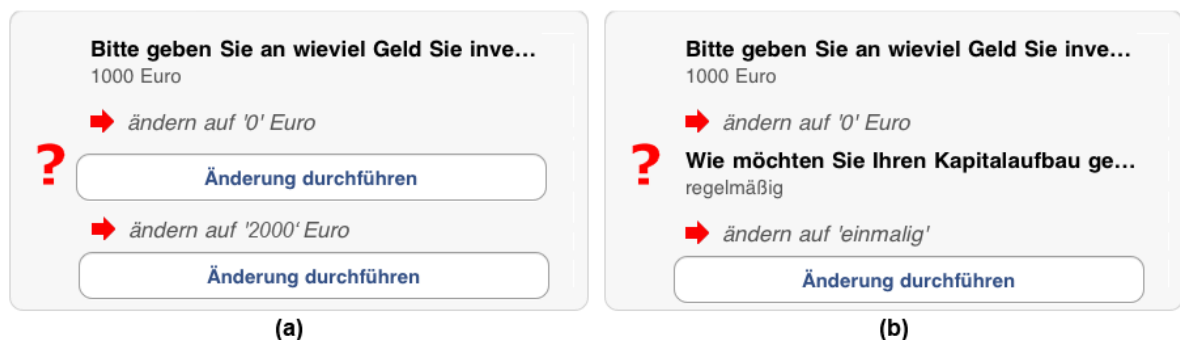 Bitte geben Sie an wieviel Geld Sie inve...
1000 Euro
ändern auf '0' Euro
?
Änderung durchführen
ändern auf '2000‘ Euro
Änderung durchführen
(a)
Bitte geben Sie an wieviel Geld Sie inve...
1000 Euro
ändern auf '0' Euro
?
Wie möchten Sie Ihren Kapitalaufbau ge...
regelmäßig
ändern auf 'einmalig'
Änderung durchführen
(b)